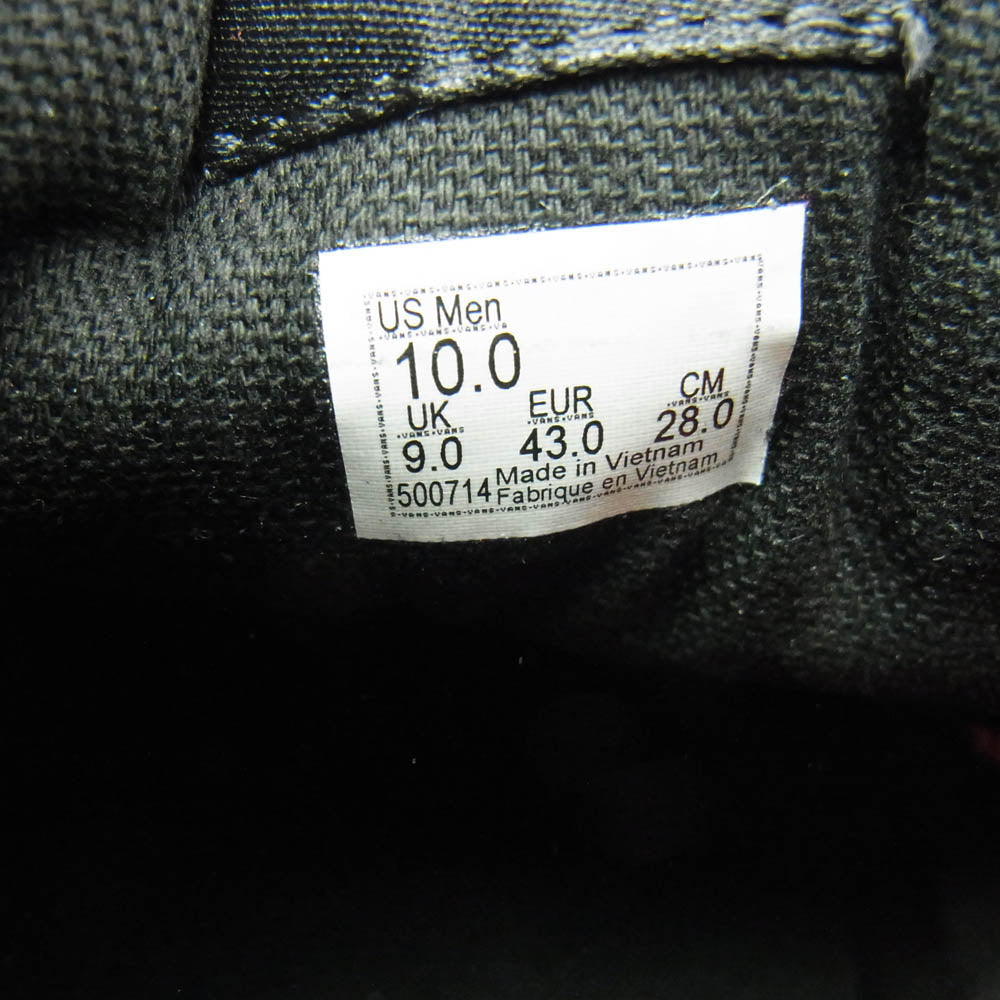 US Men
10.0
UK EUR CM
9.0 43.0 28.0
500714 Made in Vietnam
Fabrique en Vietnam